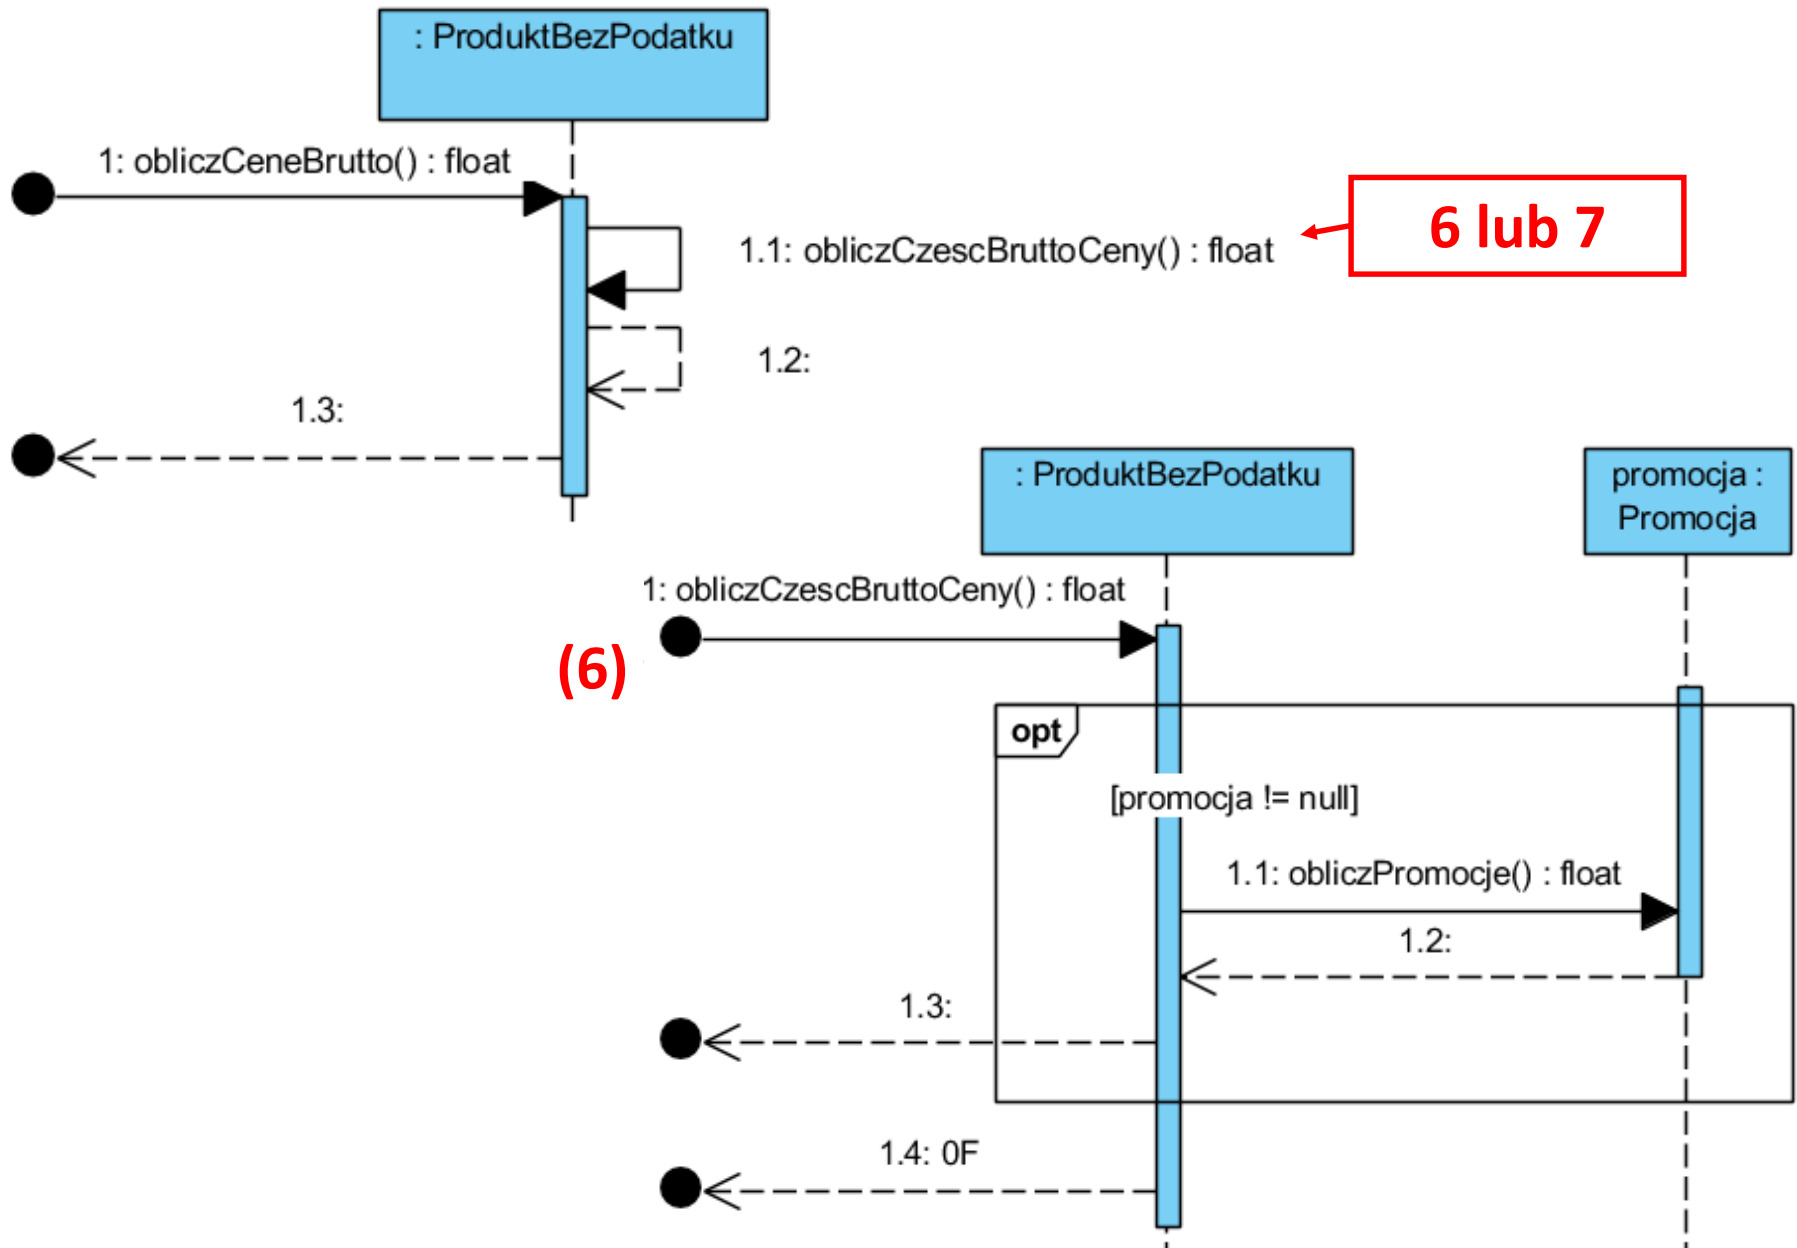 : ProduktBezPodatku
1: obliczCeneBrutto() : float
6 lub 7
1.1: obliczCzescBruttoCeny() : float
1.2:
1.3:
: ProduktBezPodatku
promocja :
Promocja
1: obliczCzescBruttoCeny() : float
(6)
opt
[promocja != null]
1.1: obliczPromocje() : float
1.2:
1.3:
1.4: 0F